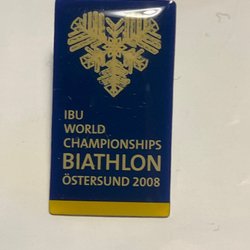 IBU
WORLD
CHAMPIONSHIPS
BIATHLON
ÖSTERSUND 2008